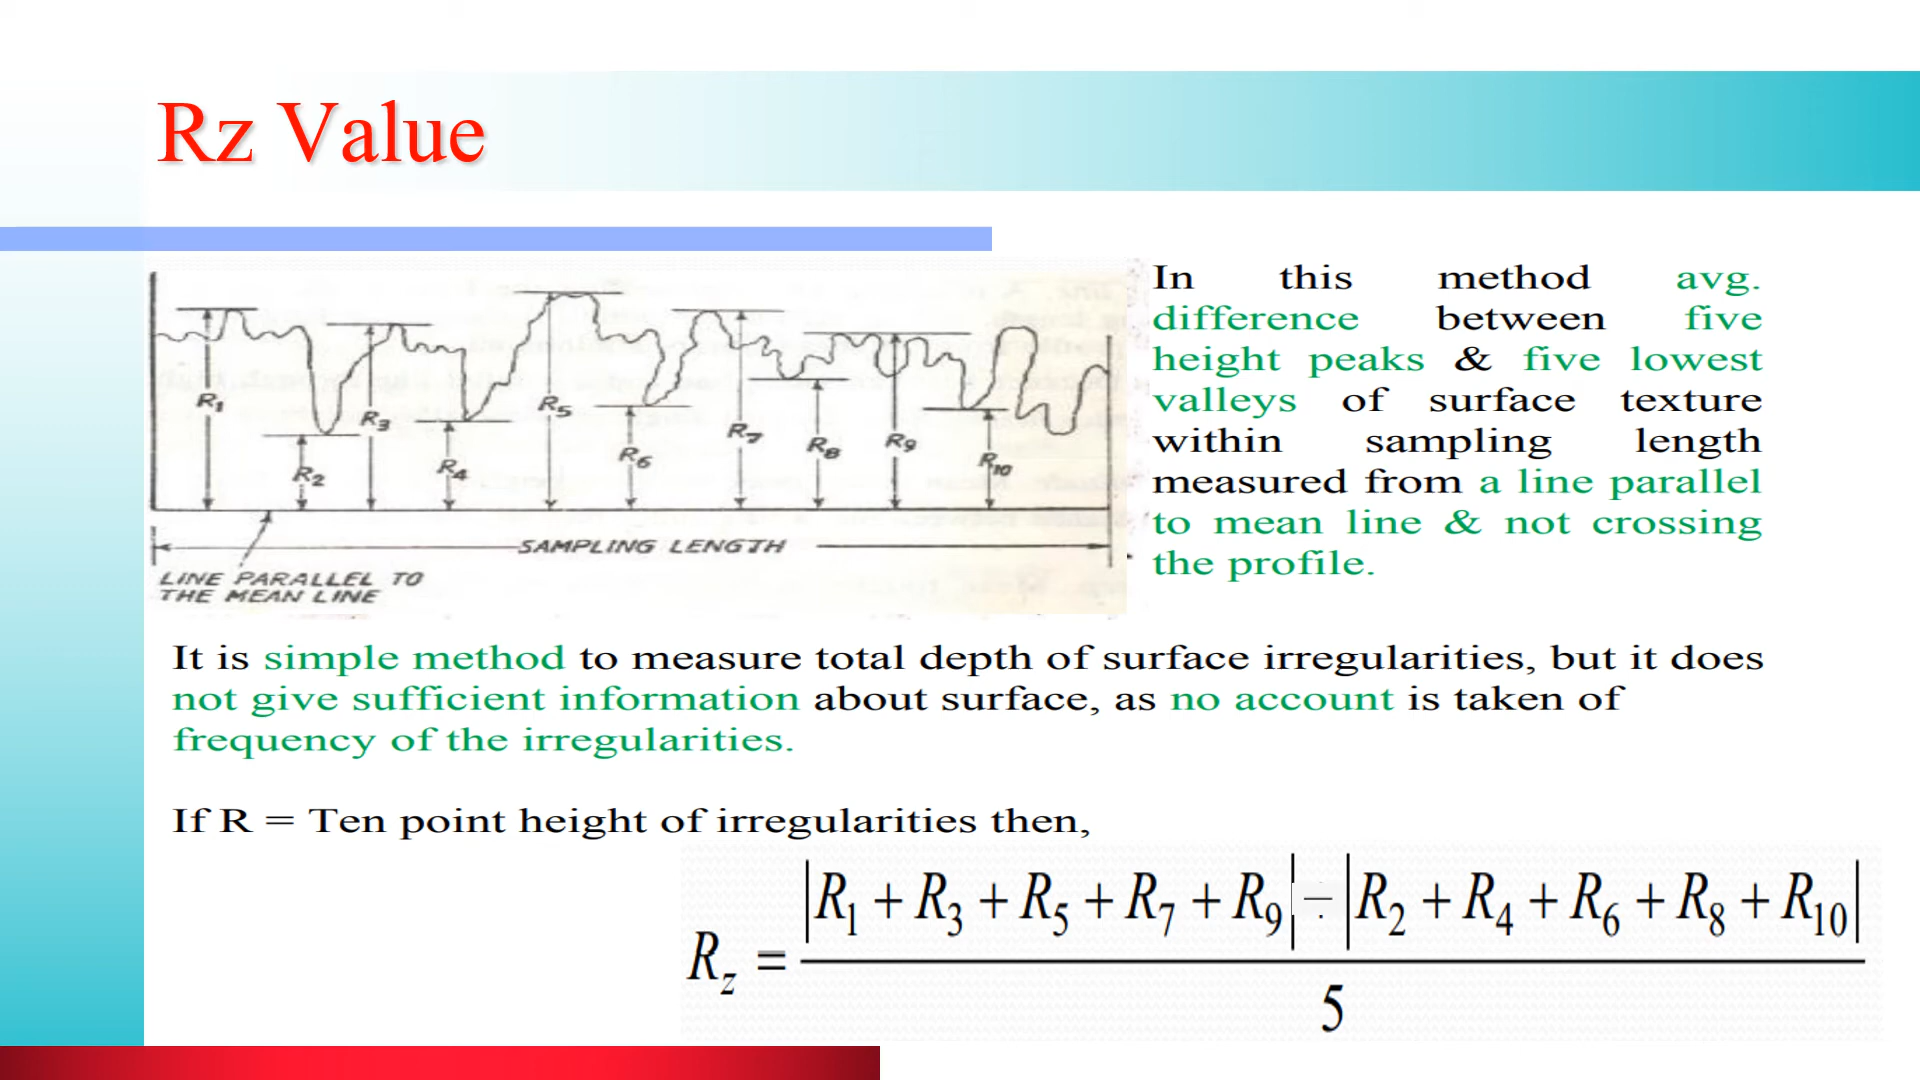 Rz Value
In this method avg.
difference between five
height peaks & five lowest
valleys of surface texture
within sampling length
measured from a line parallel
to mean line & not crossing
the profile.
R1
R2
R3
R4
R5
R6
R7
R8
R9
R10
SAMPLING LENGTH
LINE PARALLEL TO
THE MEAN LINE
It is simple method to measure total depth of surface irregularities, but it does
not give sufficient information about surface, as no account is taken of
frequency of the irregularities.
If R = Ten point height of irregularities then,
Rz = |R1 + R3 + R5 + R7 + R9| − |R2 + R4 + R6 + R8 + R10|
5